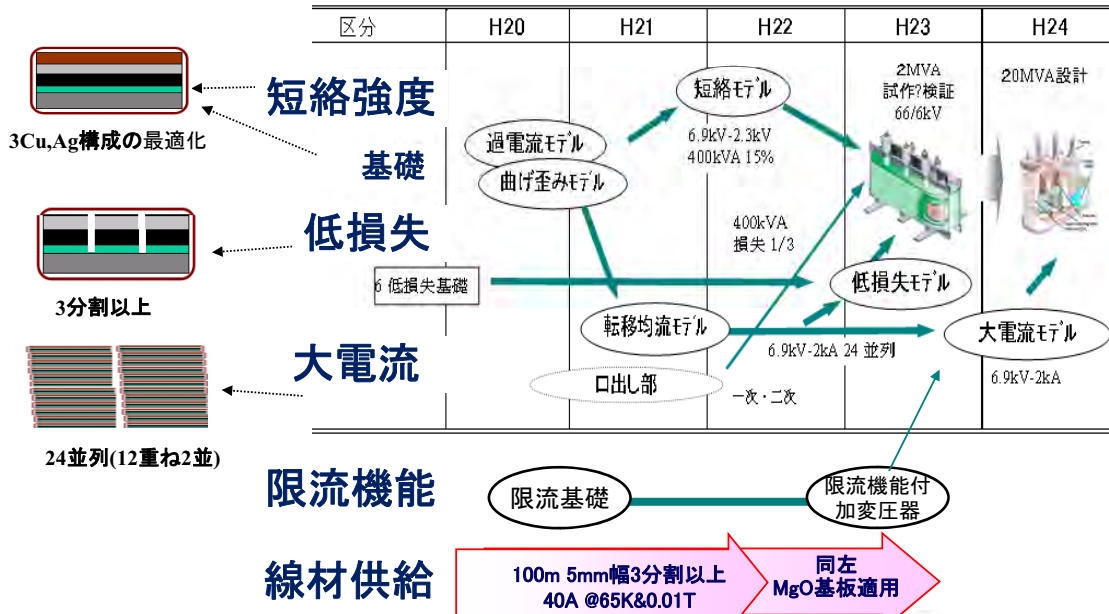 区分
H20
H21
H22
H23
H24
短絡強度
基礎
低損失
大電流
限流機能
線材供給
3Cu,Ag構成の最適化
3分割以上
24並列(12重ね2並)
過電流モデル
曲げ歪みモデル
短絡モデル
6.9kV-2.3kV
400kVA 15%
2MVA
試作?検証
66/6kV
20MVA設計
400kVA
損失 1/3
6 低損失基礎
低損失モデル
転移均流モデル
6.9kV-2kA 24 並列
大電流モデル
6.9kV-2kA
口出し部
一次・二次
限流基礎
限流機能付
加変圧器
100m 5mm幅3分割以上
40A @65K&0.01T
同左
MgO基板適用